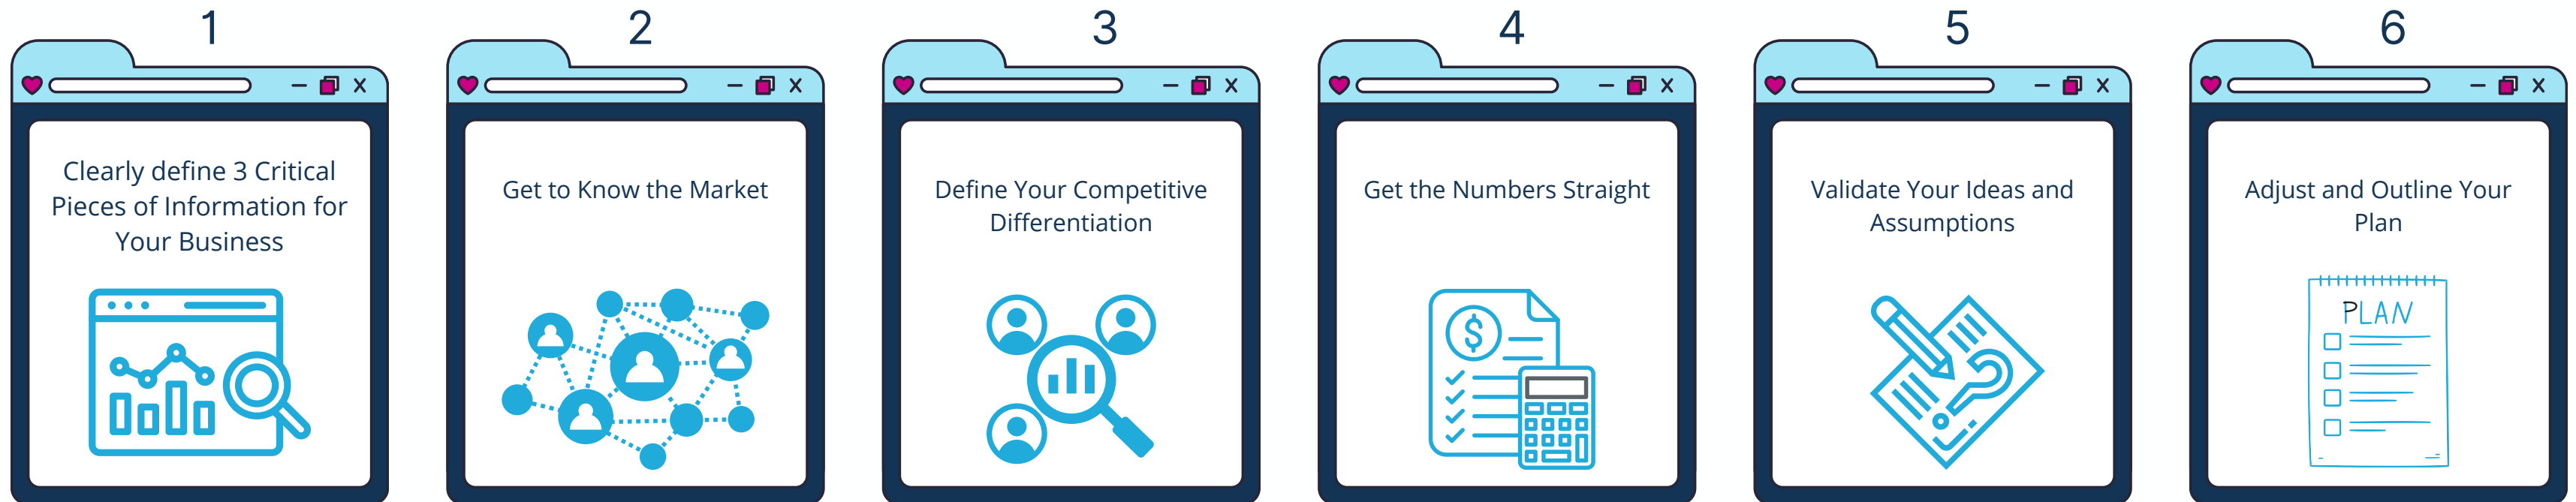 1
Clearly define 3 Critical
Pieces of Information for
Your Business
2
Get to Know the Market
3
Define Your Competitive
Differentiation
4
Get the Numbers Straight
$
5
Validate Your Ideas and
Assumptions
?
6
Adjust and Outline Your
Plan
PLAN